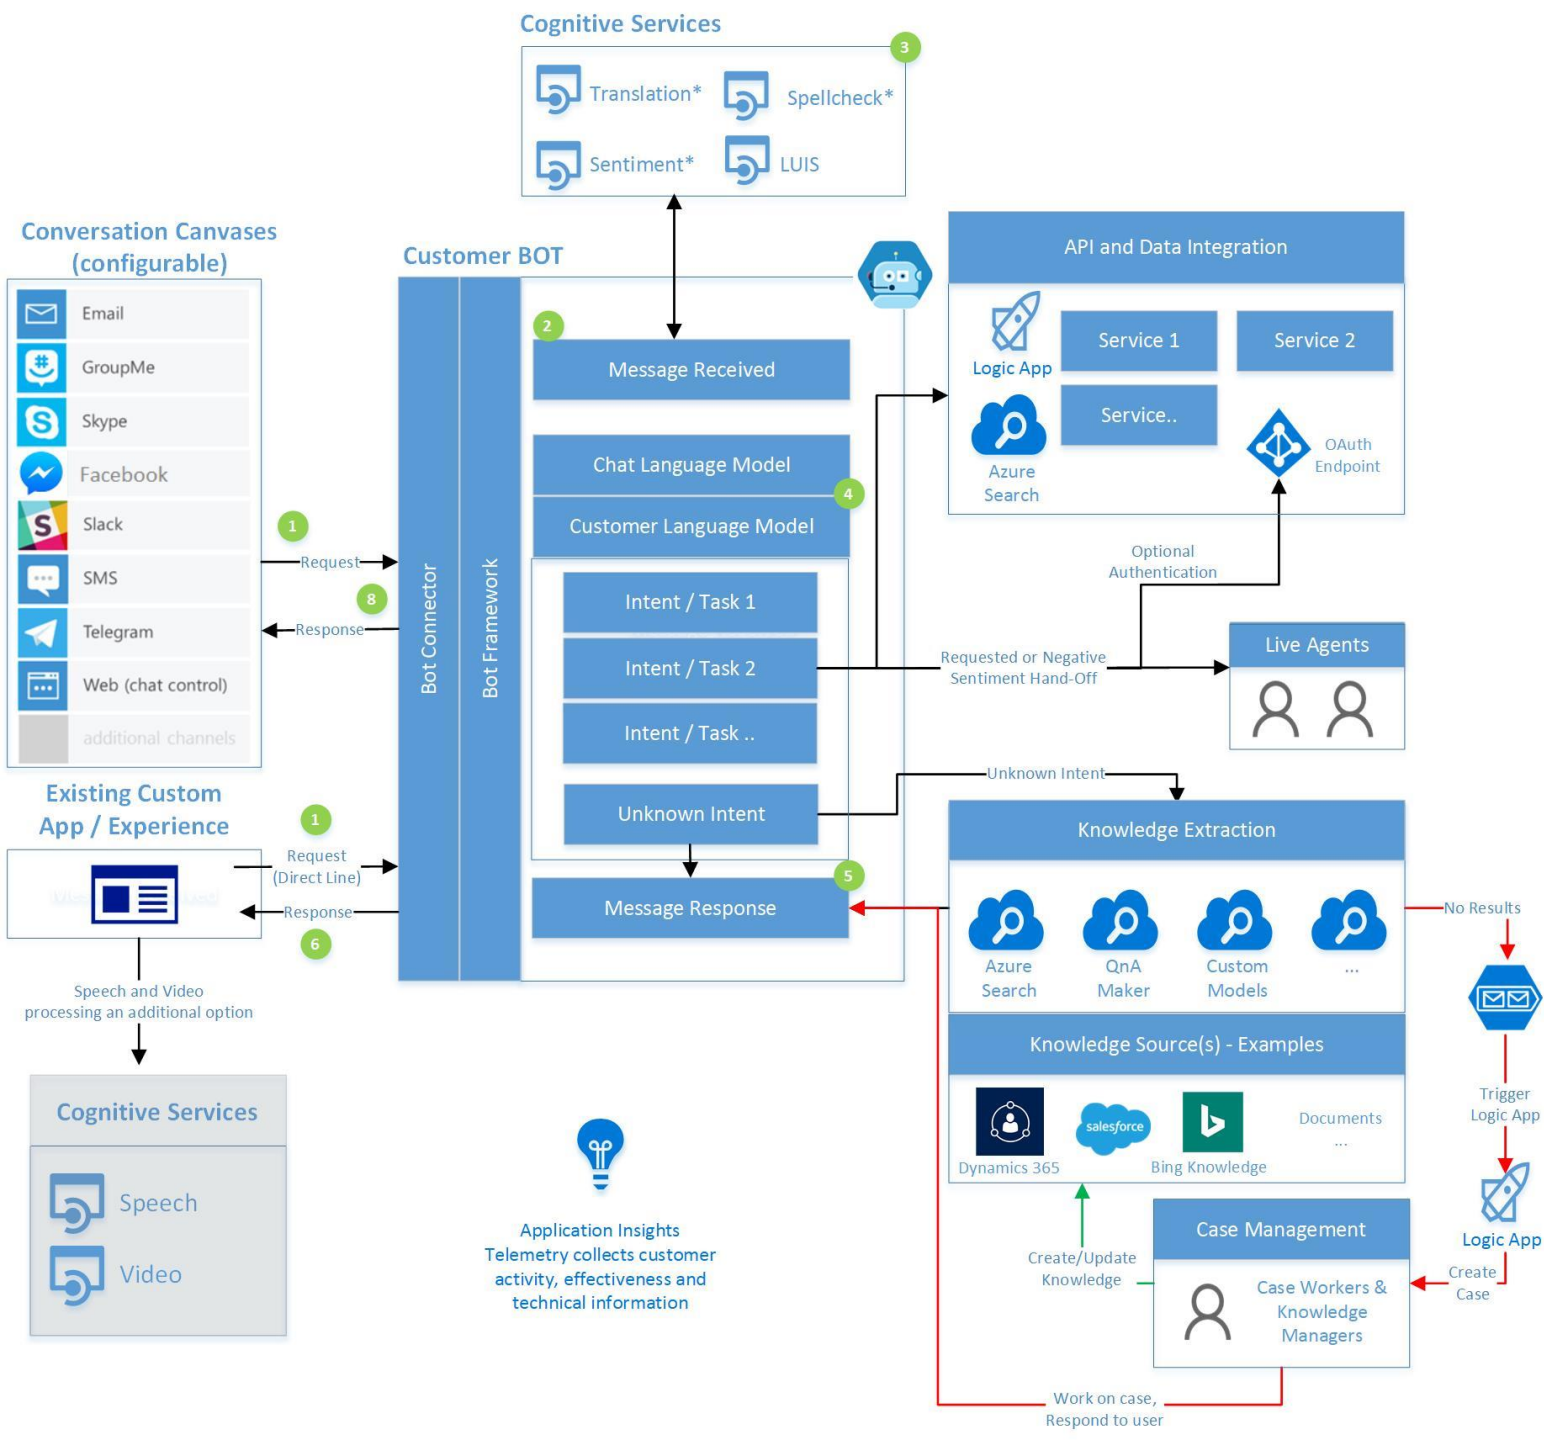 Cognitive Services
3
Translation*
Spellcheck*
Sentiment*
LUIS
Conversation Canvases
(configurable)
Email
GroupMe
Skype
Facebook
Slack
SMS
Telegram
Web (chat control)
additional channels
1
Request
8
Response
Existing Custom
App / Experience
1
Request
(Direct Line)
Response
6
Speech and Video
processing an additional option
Cognitive Services
Speech
Video
Customer BOT
Bot Connector
Bot Framework
2
Message Received
Chat Language Model
4
Customer Language Model
Intent / Task 1
Intent / Task 2
Intent / Task ..
Unknown Intent
5
Message Response
API and Data Integration
Logic App
Service 1
Service 2
Service..
Azure
Search
OAuth
Endpoint
Optional
Authentication
Requested or Negative
Sentiment Hand-Off
Live Agents
Unknown Intent
Knowledge Extraction
Azure
Search
QnA
Maker
Custom
Models
...
No Results
Knowledge Source(s) - Examples
Dynamics 365
salesforce
Bing Knowledge
Documents
...
Trigger
Logic App
Logic App
Create
Case
Case Management
Case Workers &
Knowledge
Managers
Create/Update
Knowledge
Work on case,
Respond to user
Application Insights
Telemetry collects customer
activity, effectiveness and
technical information